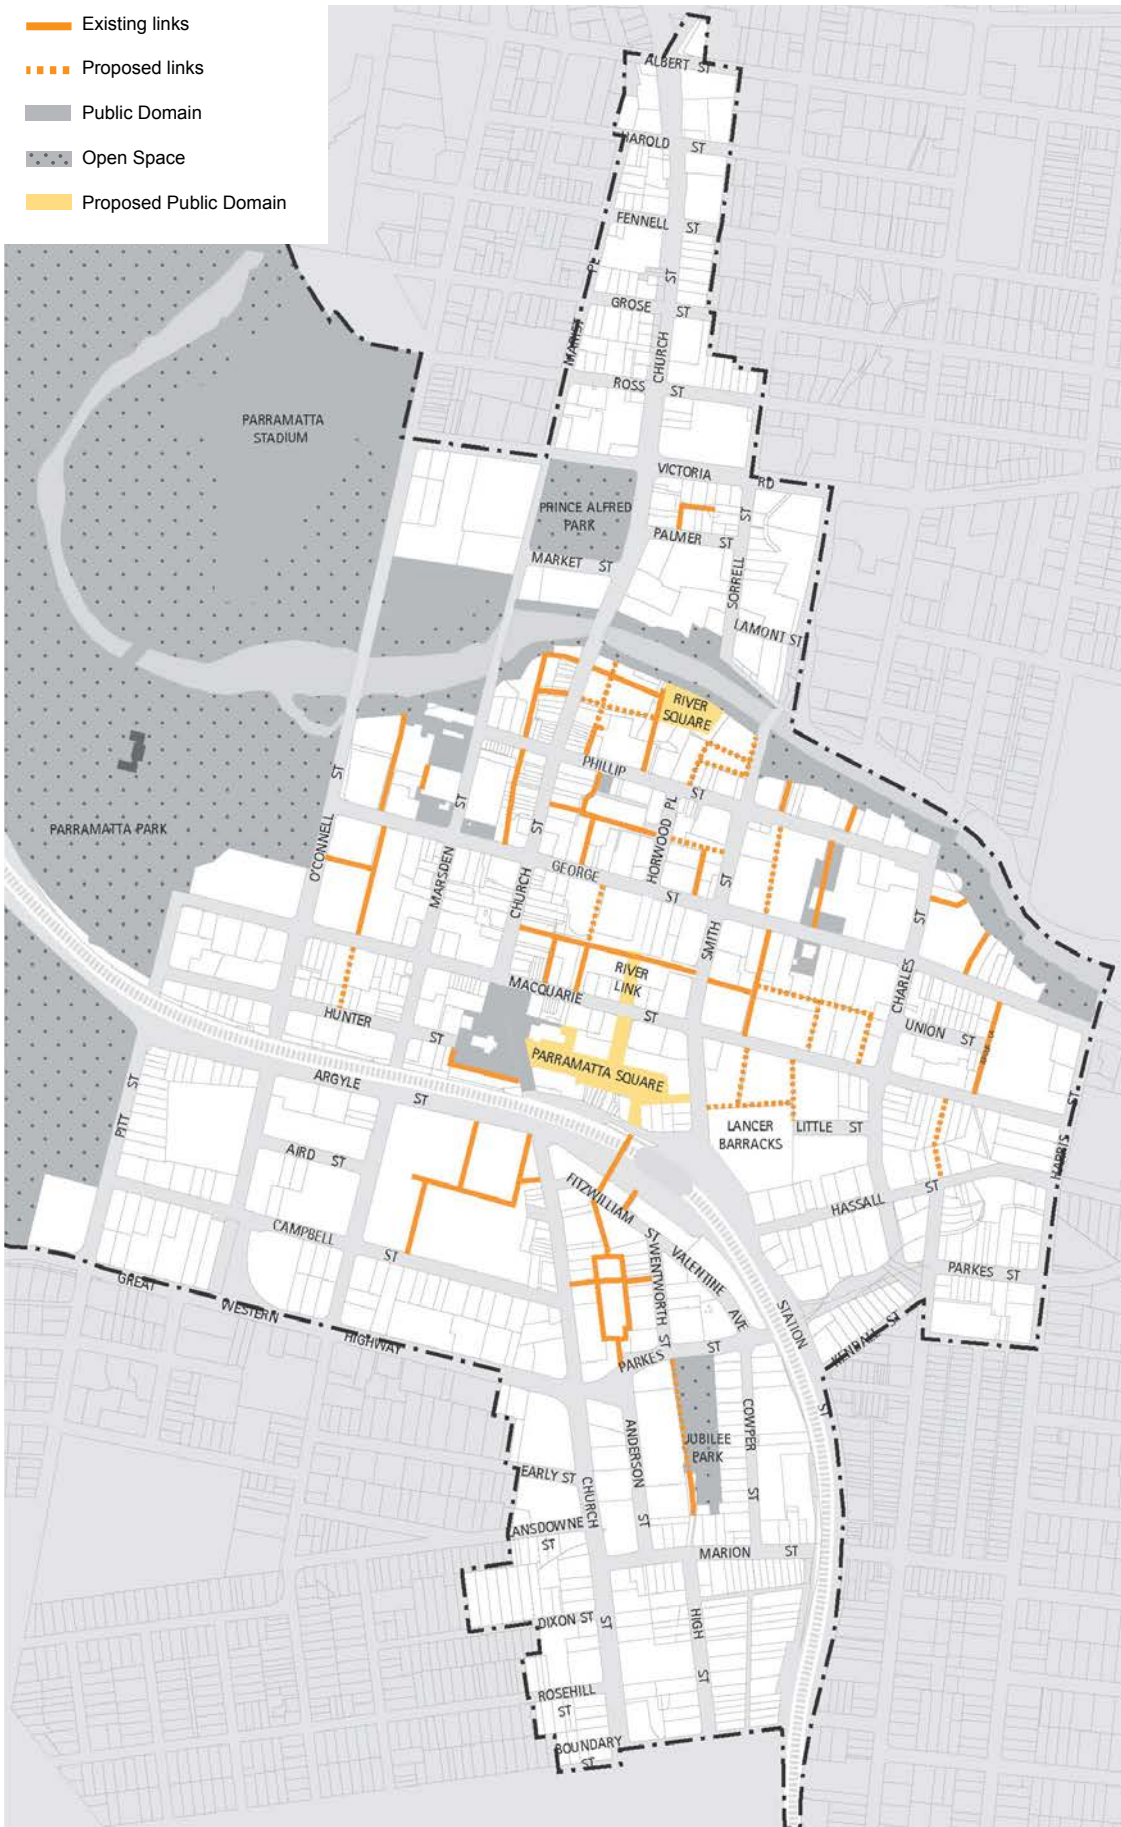 Existing links
Proposed links
Public Domain
Open Space
Proposed Public Domain
ALBERT ST
HAROLD ST
FENNELL ST
MARIST PL
GROSE ST
CHURCH ST
ROSS ST
PARRAMATTA
STADIUM
VICTORIA RD
PRINCE ALFRED
PARK
PALMER ST
MARKET ST
SORRELL ST
LAMONT ST
RIVER
SQUARE
PHILLIP ST
PARRAMATTA PARK
O'CONNELL ST
MARSDEN ST
CHURCH ST
GEORGE ST
HORWOOD PL
SMITH ST
CHARLES ST
RIVER
LINK
MACQUARIE ST
HUNTER ST
UNION ST
PARRAMATTA SQUARE
ARGYLE ST
PITT ST
AIRD ST
LANCER
BARRACKS
LITTLE ST
HARRIS ST
HASSALL ST
FITZWILLIAM ST
CAMPBELL ST
WENTWORTH ST
VALENTINE AVE
PARKES ST
STATION ST
GREAT WESTERN HIGHWAY
KENDALL ST
PARKES ST
ANDERSON ST
COWPER ST
JUBILEE
PARK
EARLY ST
CHURCH ST
ANSDOWNE
ST
MARION ST
DIXON ST
HIGH ST
ROSEHILL
ST
BOUNDARY
ST